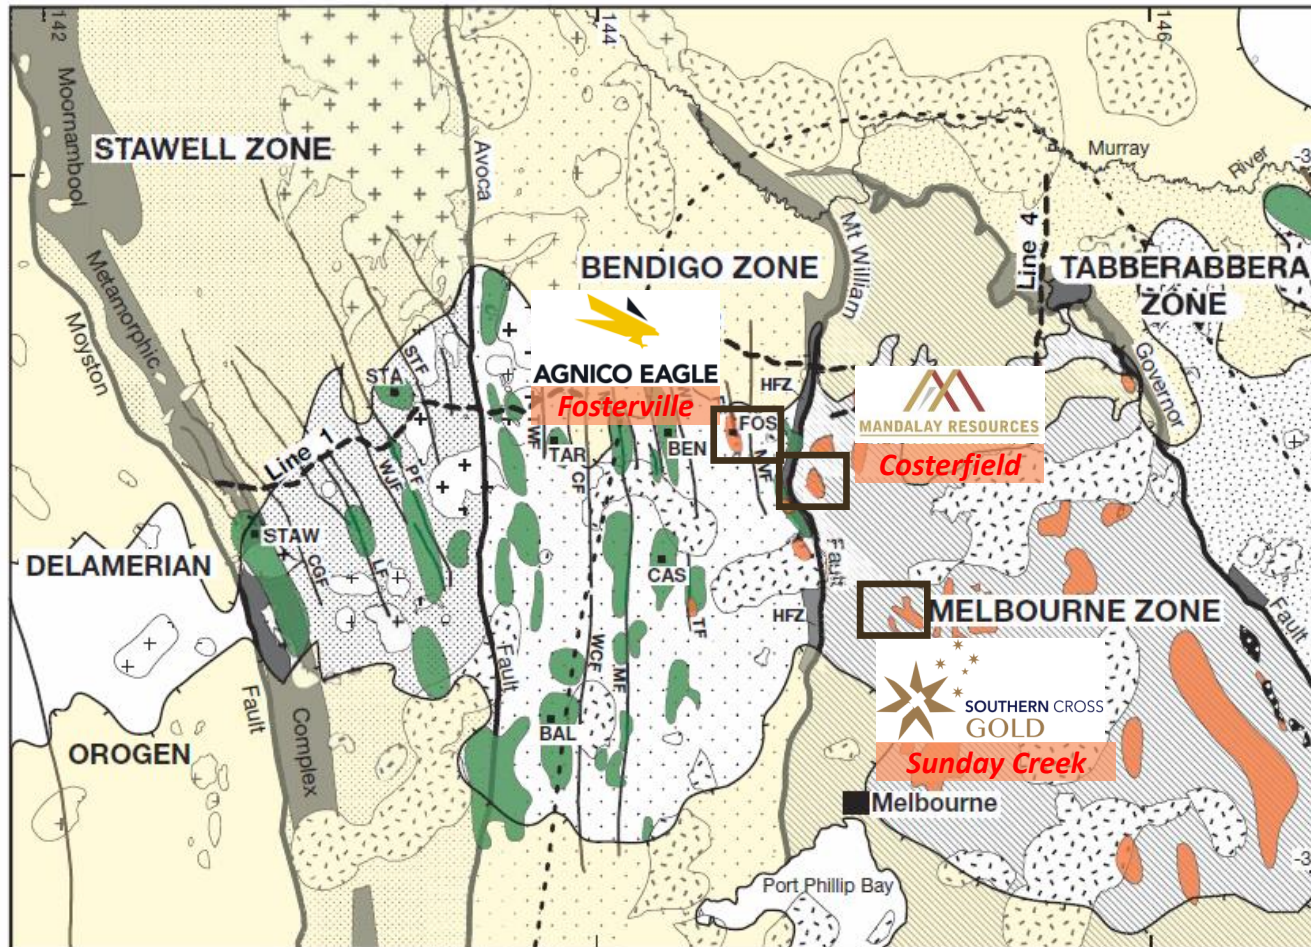 142
144
146
Moornambool
STAWELL ZONE
Avoca
Murray
River
-3
Mt William
BENDIGO ZONE
Line 4
TABBERABBERA
ZONE
Metamorphic
Moyston
STF
STA
AGNICO EAGLE
Fosterville
HFZ
MANDALAY RESOURCES
Governor
Costerfield
FOS
TWF
TAR
BEN
CF
Line 1
WJF
PF
STAW
DELAMERIAN
CGF
LF
CAS
Fault
TF
HFZ
MELBOURNE ZONE
Fault
WCF
MF
Fault
SOUTHERN CROSS
GOLD
Sunday Creek
Fault
Complex
BAL
OROGEN
Melbourne
Port Phillip Bay
-3